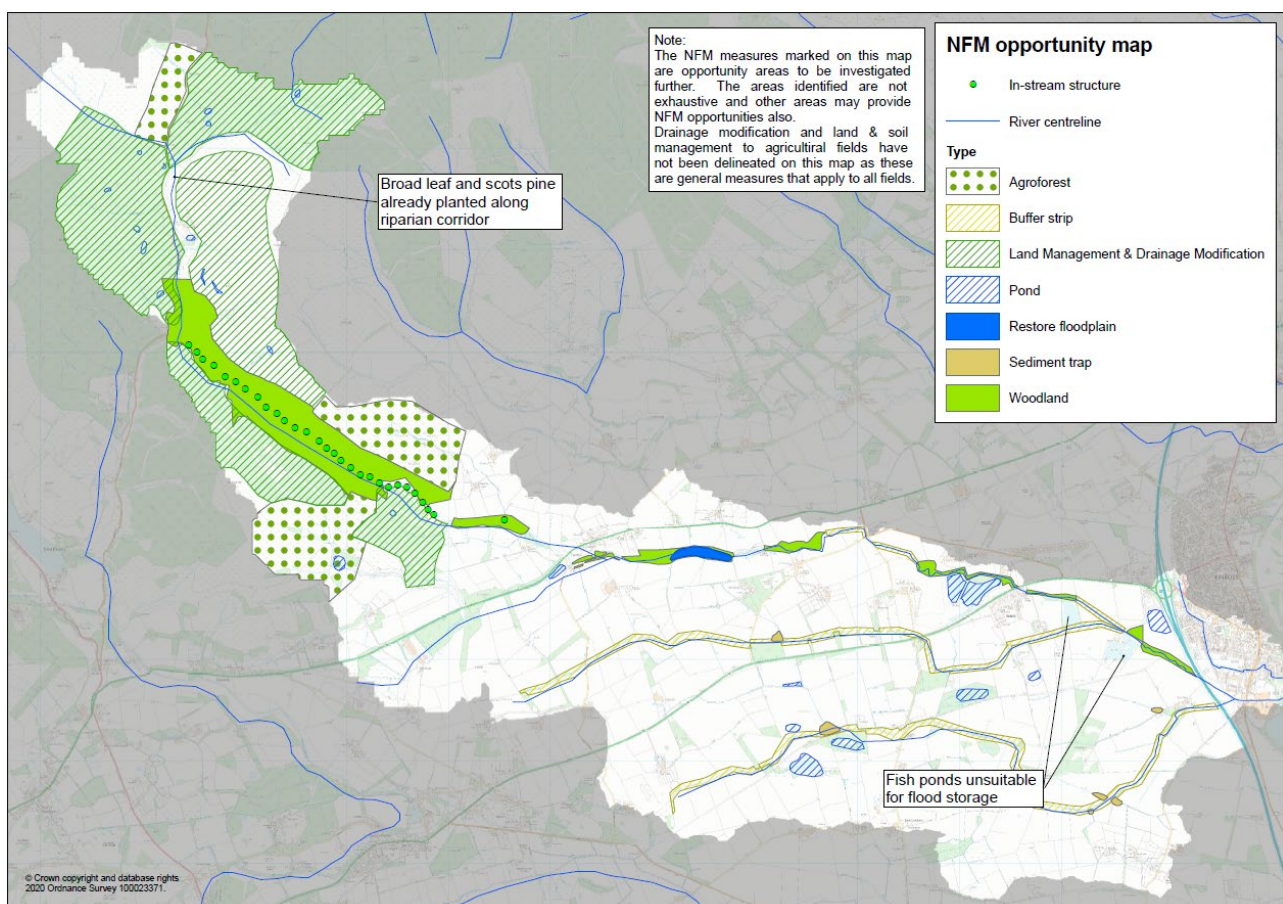 Note:
The NFM measures marked on this map
are opportunity areas to be investigated
further. The areas identified are not
exhaustive and other areas may provide
NFM opportunities also.
Drainage modification and land & soil
management to agricultiral fields have
not been delineated on this map as these
are general measures that apply to all fields.
NFM opportunity map
In-stream structure
River centreline
Type
Agroforest
Buffer strip
Land Management & Drainage Modification
Pond
Restore floodplain
Sediment trap
Woodland
Broad leaf and scots pine
already planted along
riparian corridor
Fish ponds unsuitable
for flood storage
© Crown copyright and database rights
2020 Ordnance Survey 100023371.